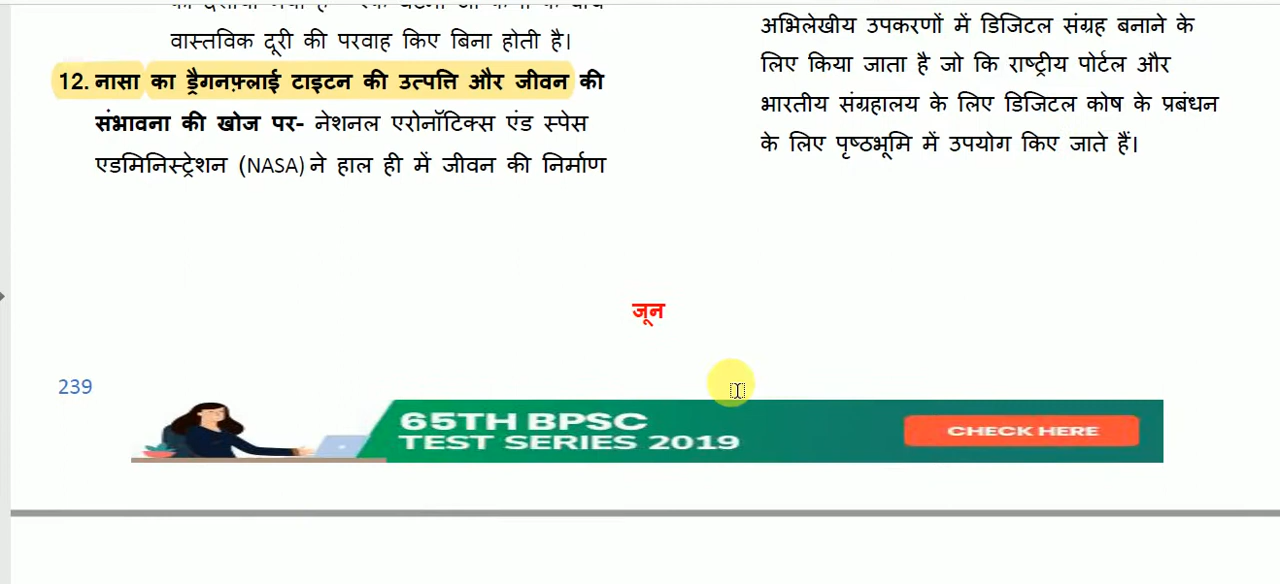 वास्तविक दूरी की परवाह किए बिना होती है।
12. नासा का ड्रैगनफ़्लाई टाइटन की उत्पत्ति और जीवन की
संभावना की खोज पर- नेशनल एरोनॉटिक्स एंड स्पेस
एडमिनिस्ट्रेशन (NASA) ने हाल ही में जीवन की निर्माण
अभिलेखीय उपकरणों में डिजिटल संग्रह बनाने के
लिए किया जाता है जो कि राष्ट्रीय पोर्टल और
भारतीय संग्रहालय के लिए डिजिटल कोष के प्रबंधन
के लिए पृष्ठभूमि में उपयोग किए जाते हैं।
जून
239
65TH BPSC
TEST SERIES 2019
CHECK HERE